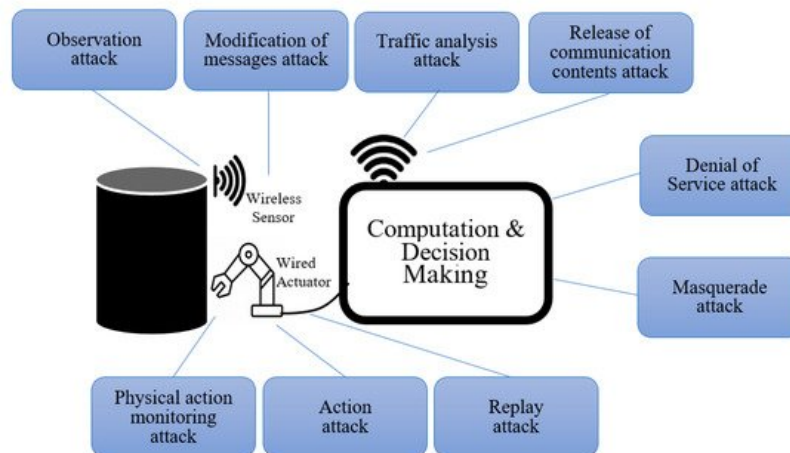 Observation
attack
Modification of
messages attack
Traffic analysis
attack
Release of
communication
contents attack
Wireless
Sensor
Wired
Actuator
Computation &
Decision
Making
Denial of
Service attack
Masquerade
attack
Physical action
monitoring
attack
Action
attack
Replay
attack